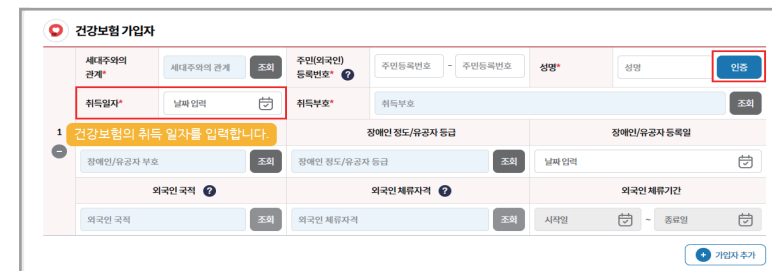 건강보험 가입자
세대주와의 관계* 세대주와의 관계 조회 주민(외국인) 등록번호* ? 주민등록번호 - 주민등록번호 성명* 성명 인증
취득일자* 날짜 입력 취득부호* 취득부호 조회
1 건강보험의 취득 일자를 입력합니다. 장애인 정도/유공자 등급 장애인/유공자 등록일
장애인/유공자 부호 조회 장애인 정도/유공자 등급 조회 날짜 입력
외국인 국적 ? 외국인 체류자격 ? 외국인 체류기간
외국인 국적 조회 외국인 체류자격 조회 시작일 ~ 종료일
+ 가입자 추가